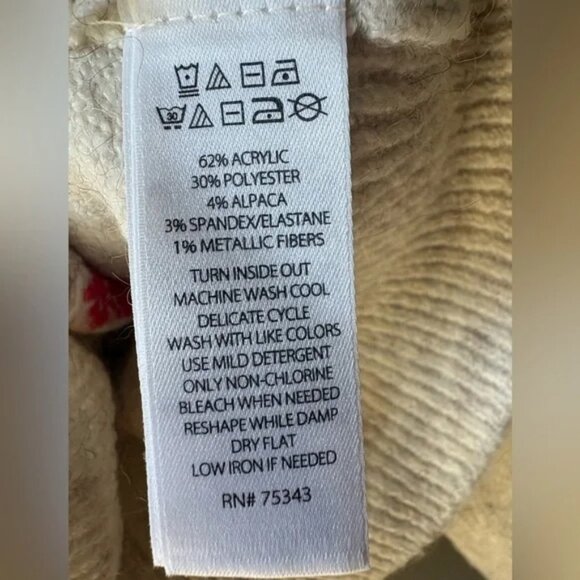 30
62% ACRYLIC
30% POLYESTER
4% ALPACA
3% SPANDEX/ELASTANE
1% METALLIC FIBERS
TURN INSIDE OUT
MACHINE WASH COOL
DELICATE CYCLE
WASH WITH LIKE COLORS
USE MILD DETERGENT
ONLY NON-CHLORINE
BLEACH WHEN NEEDED
RESHAPE WHILE DAMP
DRY FLAT
LOW IRON IF NEEDED
RN# 75343